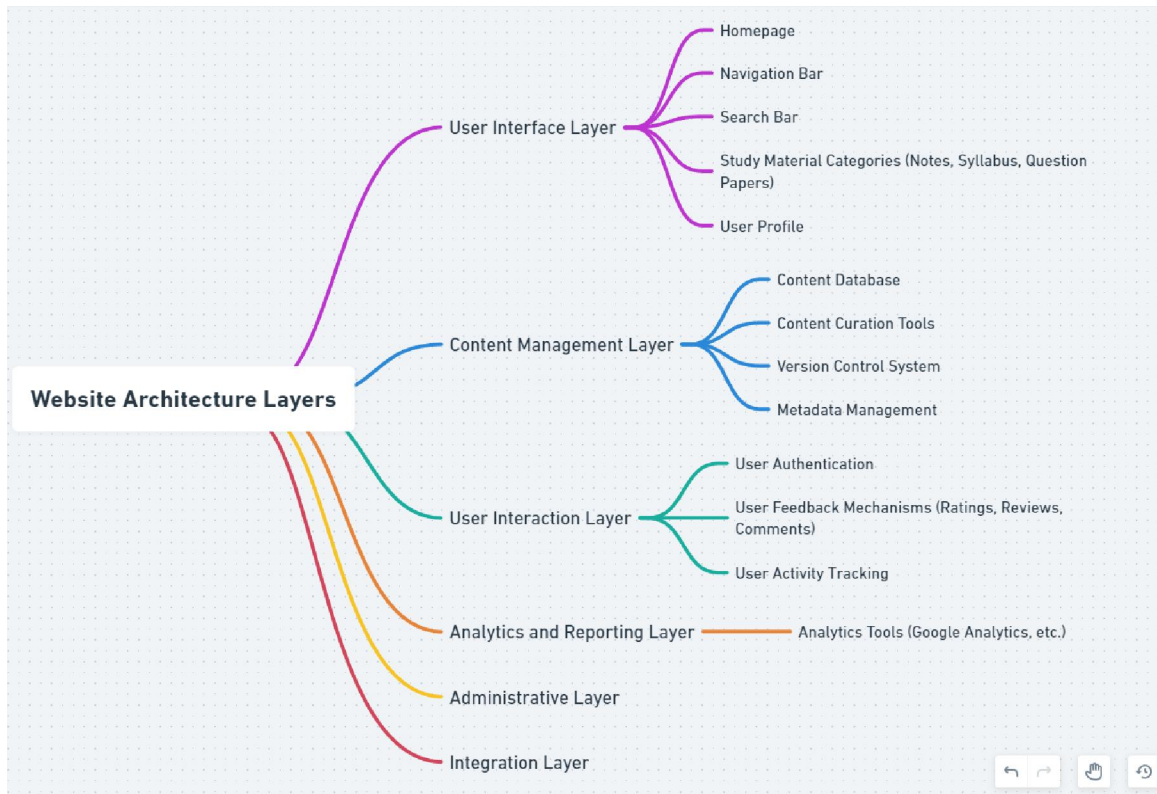 Homepage
Navigation Bar
Search Bar
User Interface Layer
Study Material Categories (Notes, Syllabus, Question
Papers)
User Profile
Content Database
Content Curation Tools
Content Management Layer
Version Control System
Metadata Management
Website Architecture Layers
User Authentication
User Interaction Layer
User Feedback Mechanisms (Ratings, Reviews,
Comments)
User Activity Tracking
Analytics and Reporting Layer
Analytics Tools (Google Analytics, etc.)
Administrative Layer
Integration Layer